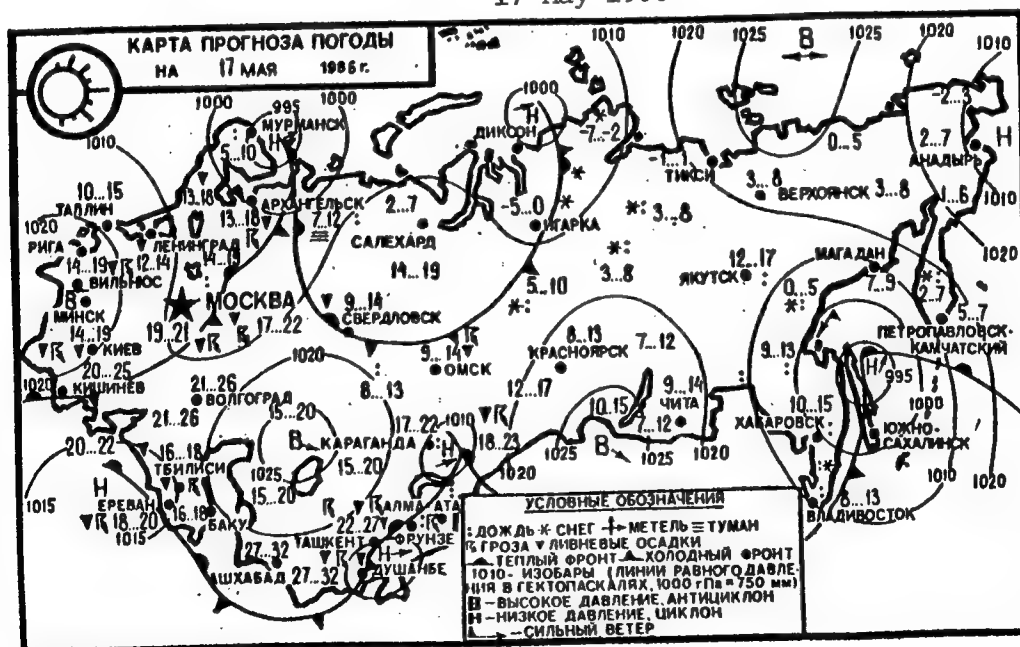 КАРТА ПРОГНОЗА ПОГОДЫ
НА 17 МАЯ 1986 г.
1010 1020 1025 В 1025 1020 1010
1000 995 1000 1000
МУРМАНСК Н
5...10
ДИКСОН Н
-7...-2
-2...3
0...5
2...7
АНАДЫРЬ Н
1010
10...15
ТАЛЛИН
13..18
13..18
АРХАНГЕЛЬСК
7...12
2...7
САЛЕХАРД
-5...0
ИГАРКА
-1...1
ТИКСИ
3...8
ВЕРХОЯНСК 3...8
1...6
1010
1020
РИГА
ЛЕНИНГРАД
14...19
12...14
14..19
ВИЛЬНЮС
3...8
14...19
3...8
5...10
12...17
ЯКУТСК
МАГАДАН
7...9
0...5
2...7
1020
В
МИНСК
МОСКВА
19..21
17...22
9...14
СВЕРДЛОВСК
14...19
КИЕВ
5...7
ПЕТРОПАВЛОВСК-
КАМЧАТСКИЙ
9...14
ОМСК
8...13
КРАСНОЯРСК
7...12
9...13
Н
995
1000
1020
20...25
КИШИНЕВ
21...26
ВОЛГОГРАД
1020
8...13
12...17
10...15
9...14
ЧИТА
7...12
10...15
ХАБАРОВСК
ЮЖНО-
САХАЛИНСК
21...26
15...20
В
КАРАГАНДА
17...22
1010
Н
18...23
1020
1025
В
1025
1020
1010
1020
20...22
16...18
ТБИЛИСИ
1025
15...20
15...20
1015
Н
ЕРЕВАН
18...20
1015
16...18
БАКУ
22...27
АЛМА-АТА
ФРУНЗЕ
ТАШКЕНТ
Н
ДУШАНБЕ
27...32
АШХАБАД
27...32
8...13
ВЛАДИВОСТОК
УСЛОВНЫЕ ОБОЗНАЧЕНИЯ
: ДОЖДЬ * СНЕГ МЕТЕЛЬ ≡ ТУМАН
ГРОЗА ▼ ЛИВНЕВЫЕ ОСАДКИ
ТЕПЛЫЙ ФРОНТ ХОЛОДНЫЙ ФРОНТ
1010 - ИЗОБАРЫ (ЛИНИИ РАВНОГО ДАВЛЕ-
НИЯ В ГЕКТОПАСКАЛЯХ, 1000 гПа = 750 мм)
В - ВЫСОКОЕ ДАВЛЕНИЕ, АНТИЦИКЛОН
Н - НИЗКОЕ ДАВЛЕНИЕ, ЦИКЛОН
- СИЛЬНЫЙ ВЕТЕР